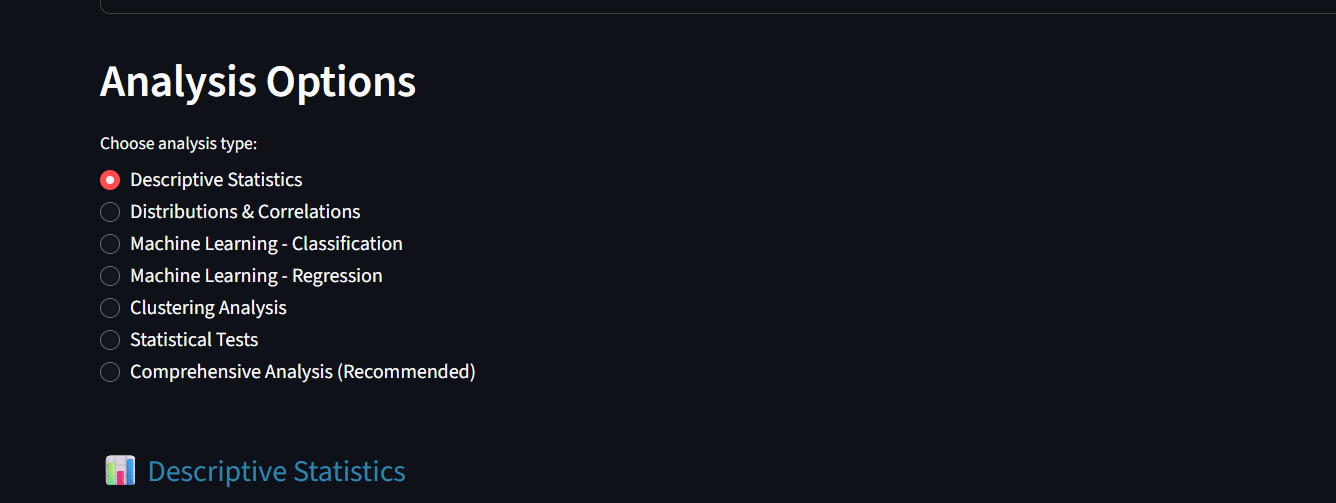 Analysis Options
Choose analysis type:
Descriptive Statistics
Distributions & Correlations
Machine Learning - Classification
Machine Learning - Regression
Clustering Analysis
Statistical Tests
Comprehensive Analysis (Recommended)
Descriptive Statistics